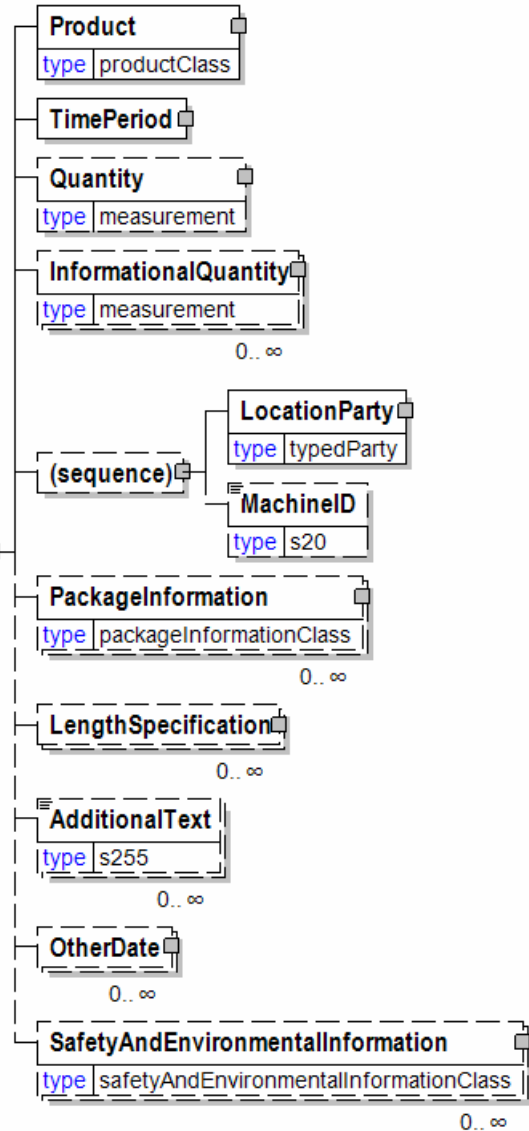 Product
type productClass
TimePeriod
Quantity
type measurement
InformationalQuantity
type measurement
0.. ∞
(sequence)
LocationParty
type typedParty
MachineID
type s20
PackageInformation
type packageInformationClass
0.. ∞
LengthSpecification
0.. ∞
AdditionalText
type s255
0.. ∞
OtherDate
0.. ∞
SafetyAndEnvironmentalInformation
type safetyAndEnvironmentalInformationClass
0.. ∞